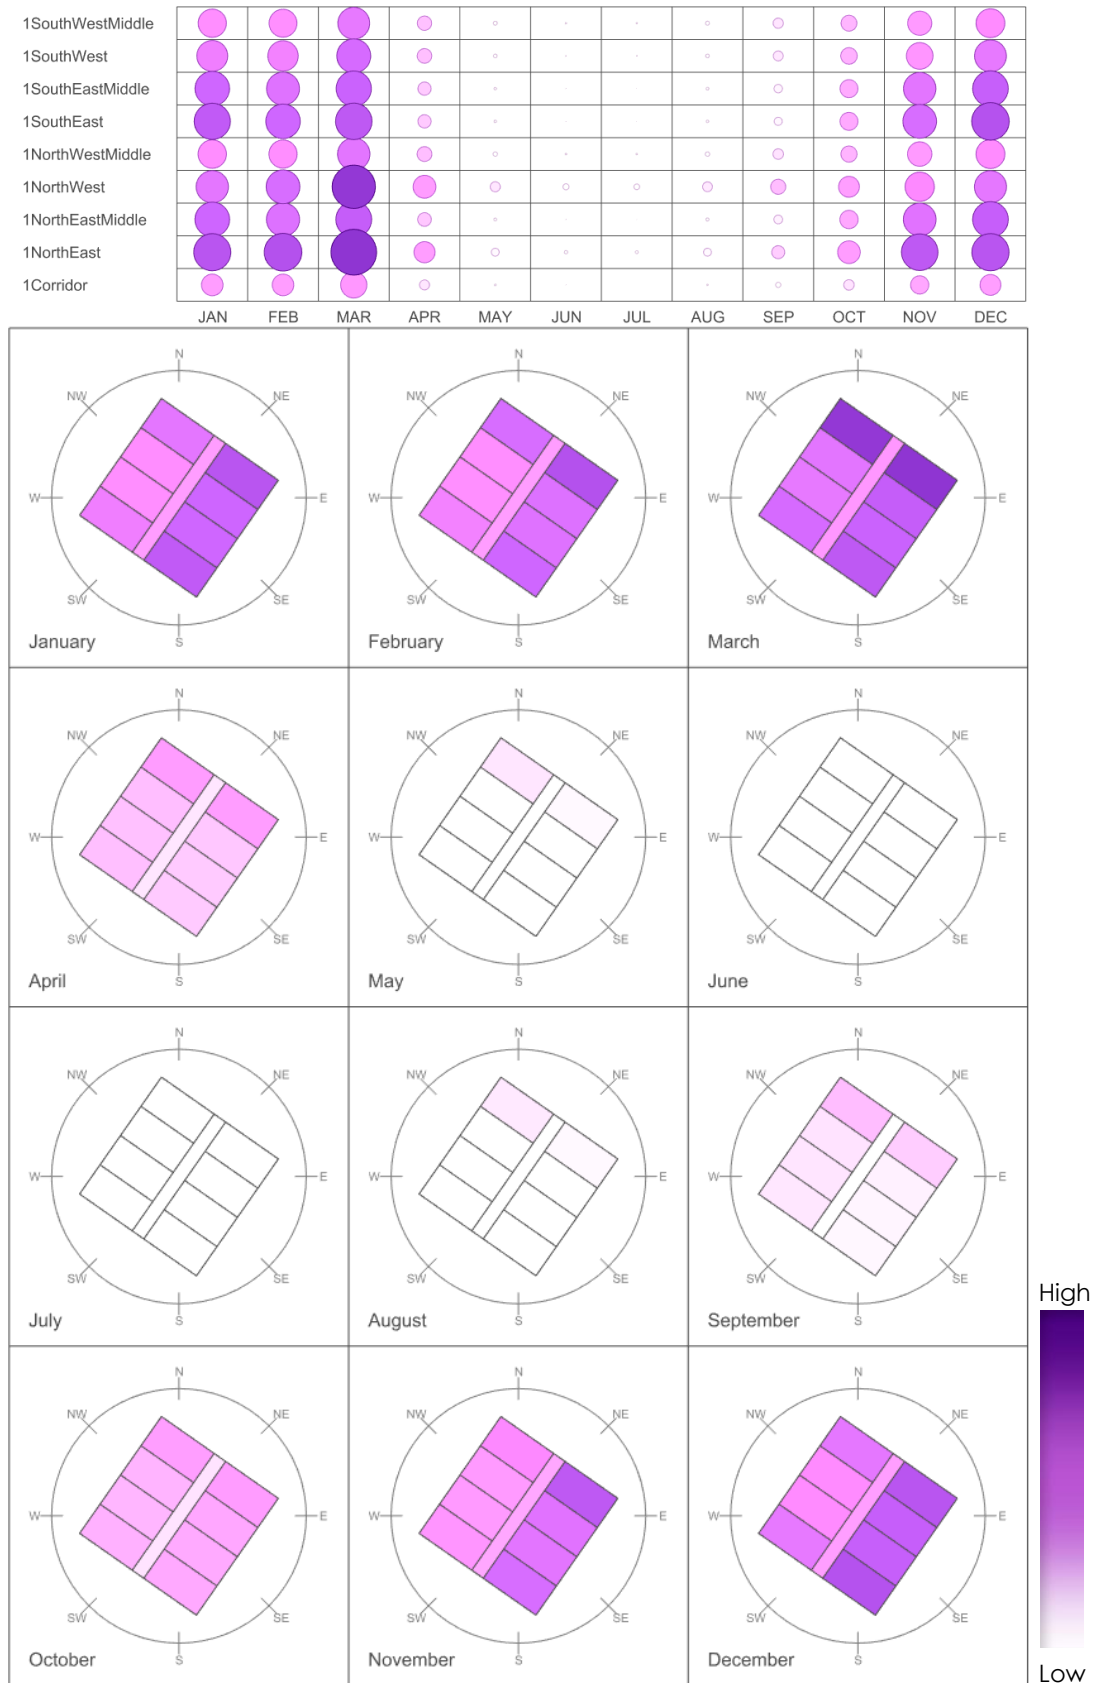 1SouthWestMiddle
1SouthWest
1SouthEastMiddle
1SouthEast
1NorthWestMiddle
1NorthWest
1NorthEastMiddle
1NorthEast
1Corridor
JAN FEB MAR APR MAY JUN JUL AUG SEP OCT NOV DEC
N N N
NW NE NW NE NW NE
W E W E W E
SW SE SW SE SW SE
January S February S March S
N N N
NW NE NW NE NW NE
W E W E W E
SW SE SW SE SW SE
April S May S June S
N N N
NW NE NW NE NW NE
W E W E W E
SW SE SW SE SW SE
High
July S August S September S
N N N
NW NE NW NE NW NE
W E W E W E
SW SE SW SE SW SE
October S November S December S
Low